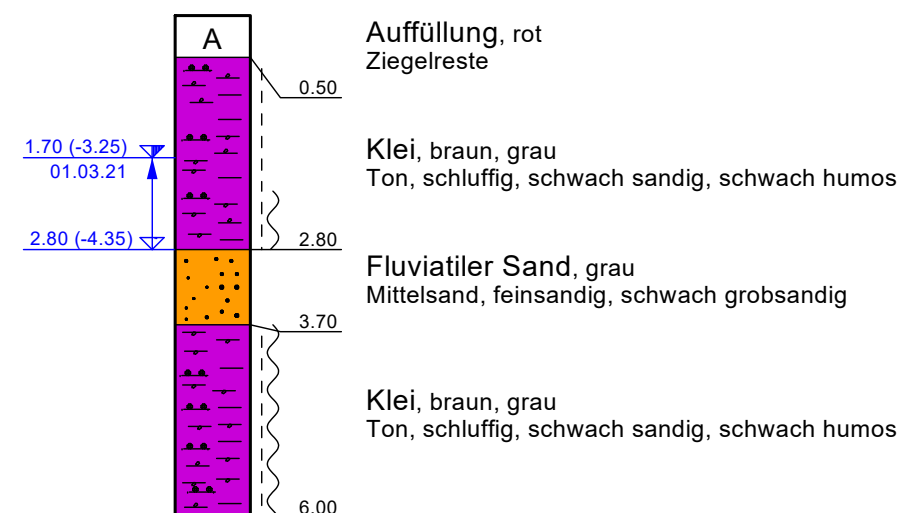 A
Auffüllung, rot
Ziegelreste
0.50
1.70 (-3.25)
01.03.21
Klei, braun, grau
Ton, schluffig, schwach sandig, schwach humos
2.80 (-4.35)
2.80
Fluviatiler Sand, grau
Mittelsand, feinsandig, schwach grobsandig
3.70
Klei, braun, grau
Ton, schluffig, schwach sandig, schwach humos
6.00